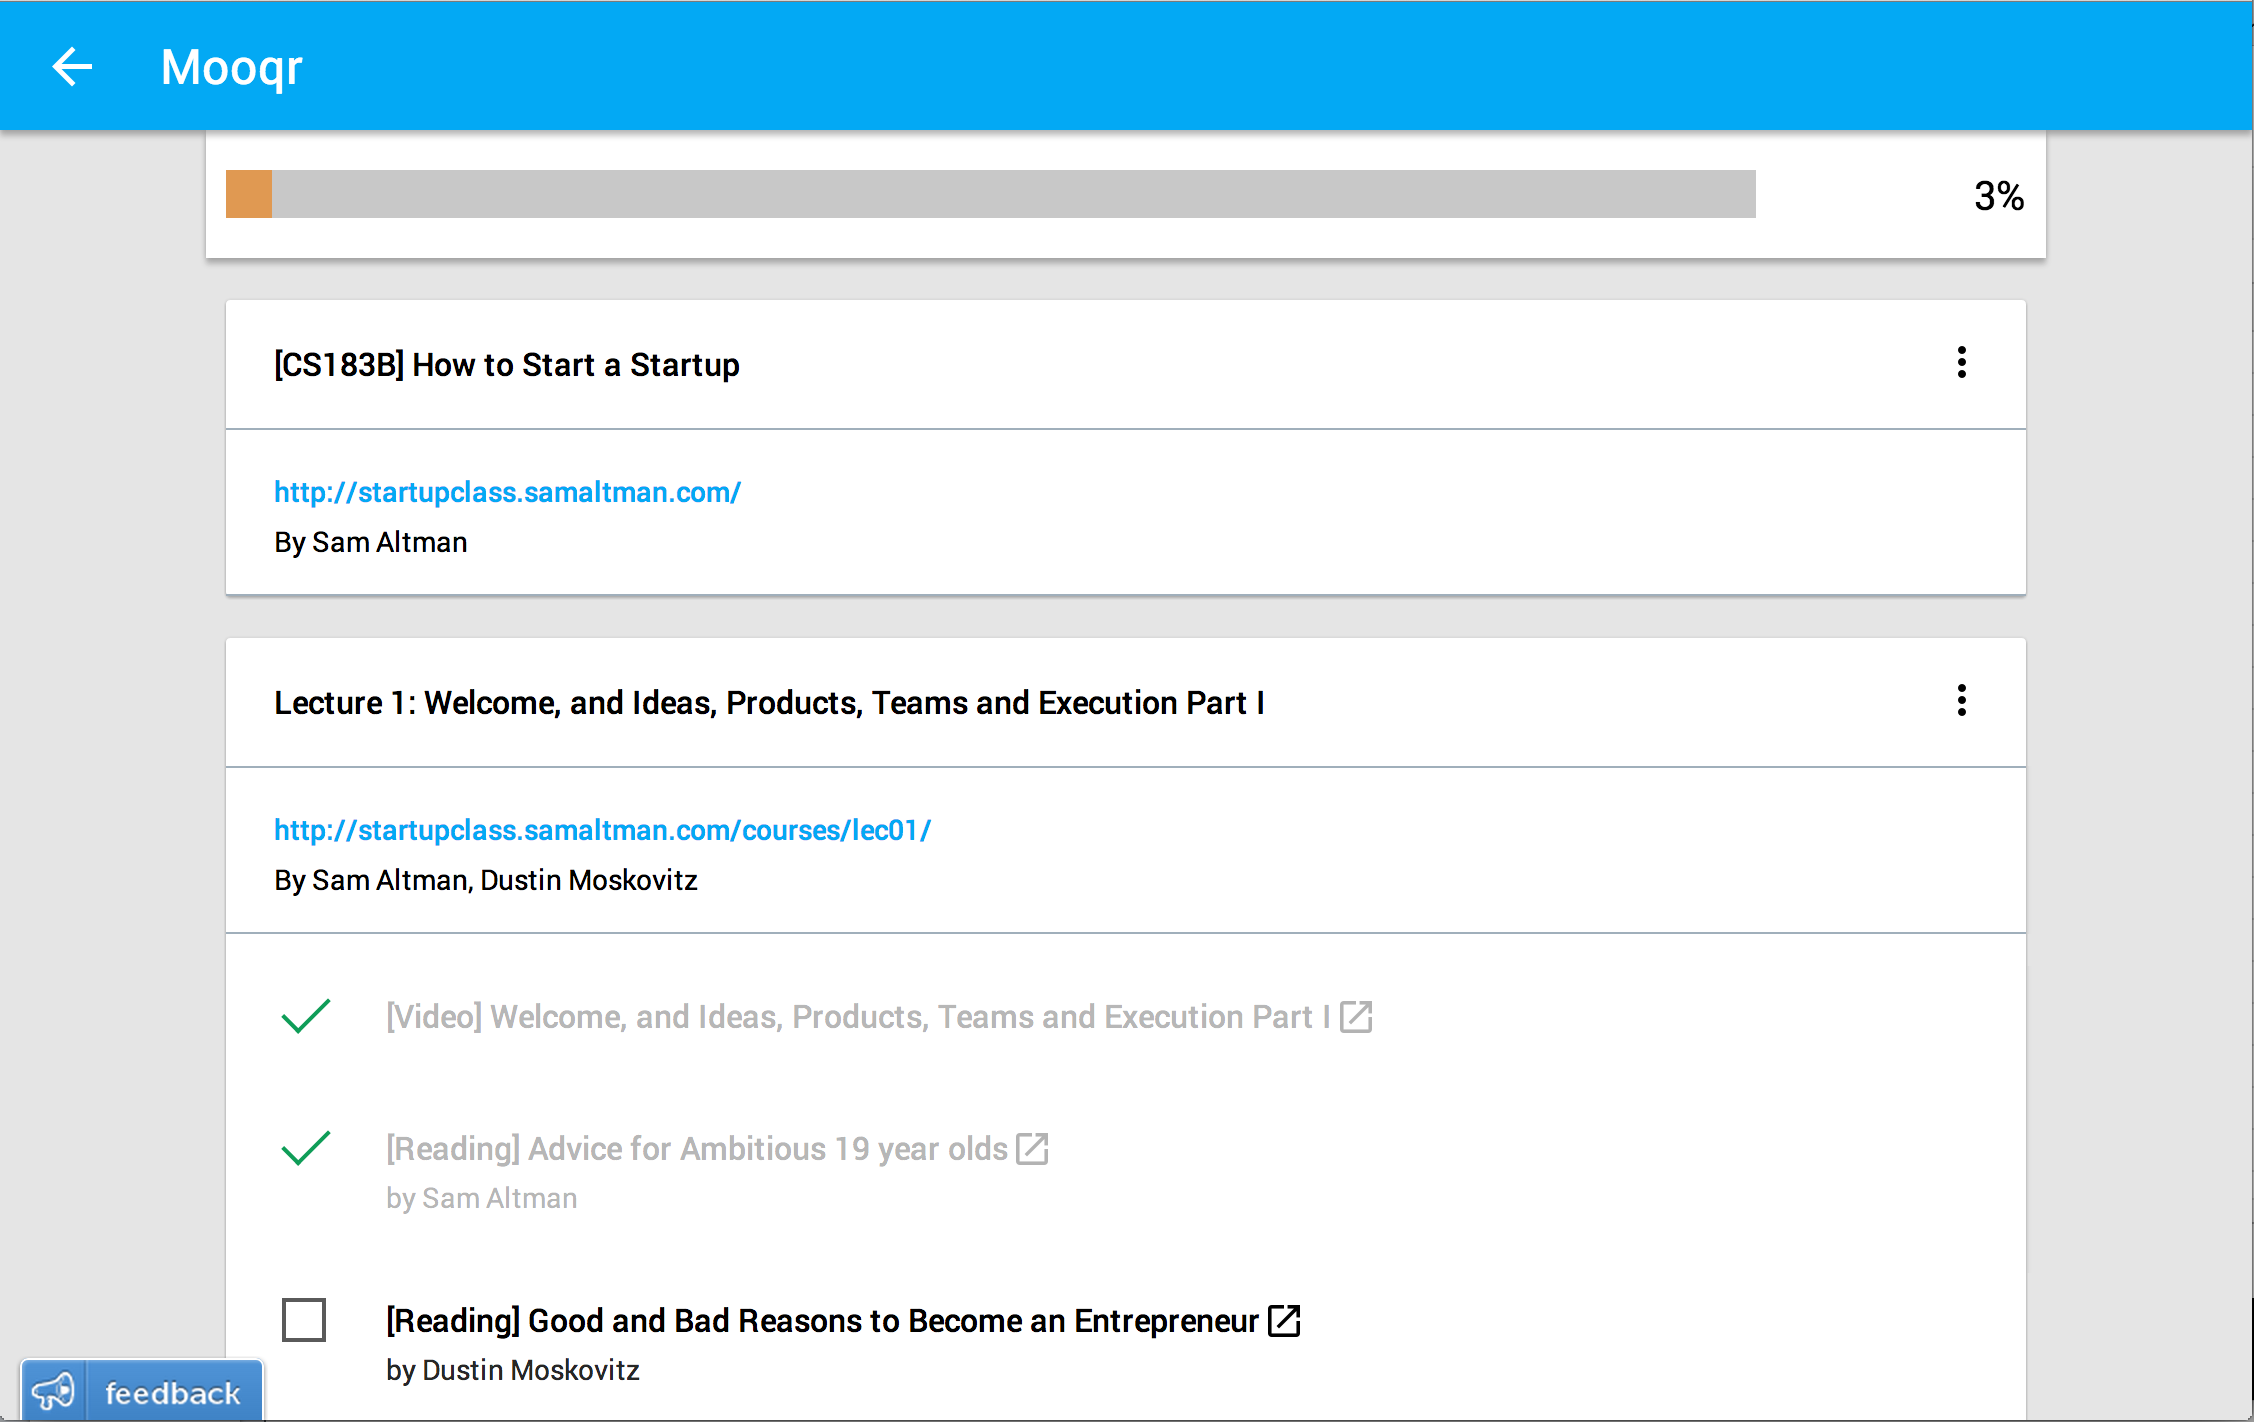 Mooqr
3%
[CS183B] How to Start a Startup
http://startupclass.samaltman.com/
By Sam Altman
Lecture 1: Welcome, and Ideas, Products, Teams and Execution Part I
http://startupclass.samaltman.com/courses/lec01/
By Sam Altman, Dustin Moskovitz
[Video] Welcome, and Ideas, Products, Teams and Execution Part I
[Reading] Advice for Ambitious 19 year olds
by Sam Altman
[Reading] Good and Bad Reasons to Become an Entrepreneur
by Dustin Moskovitz
feedback